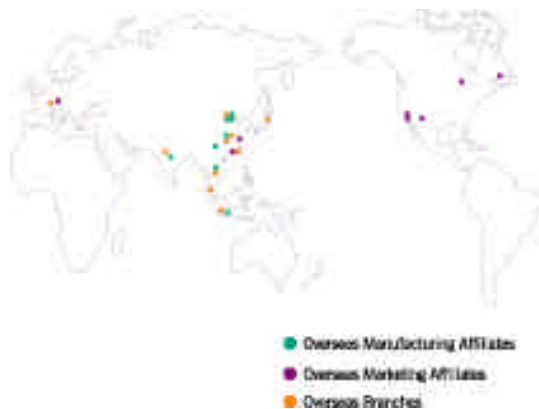 Overseas Manufacturing Affiliates
Overseas Marketing Affiliates
Overseas Branches